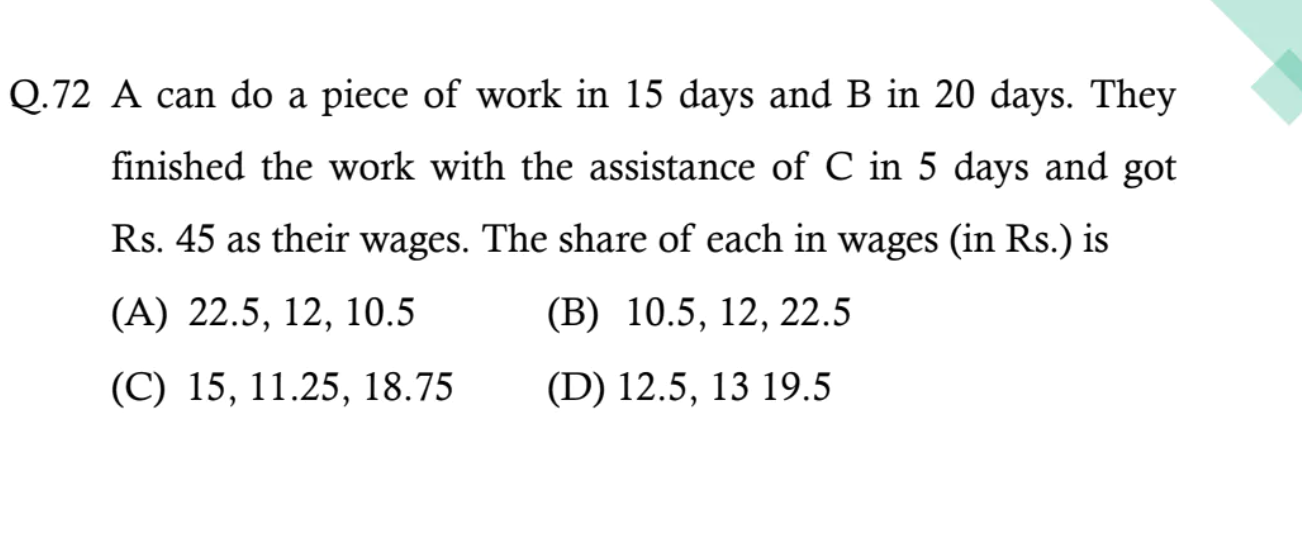 Q.72 A can do a piece of work in 15 days and B in 20 days. They
finished the work with the assistance of C in 5 days and got
Rs. 45 as their wages. The share of each in wages (in Rs.) is
(A) 22.5, 12, 10.5 (B) 10.5, 12, 22.5
(C) 15, 11.25, 18.75 (D) 12.5, 13 19.5